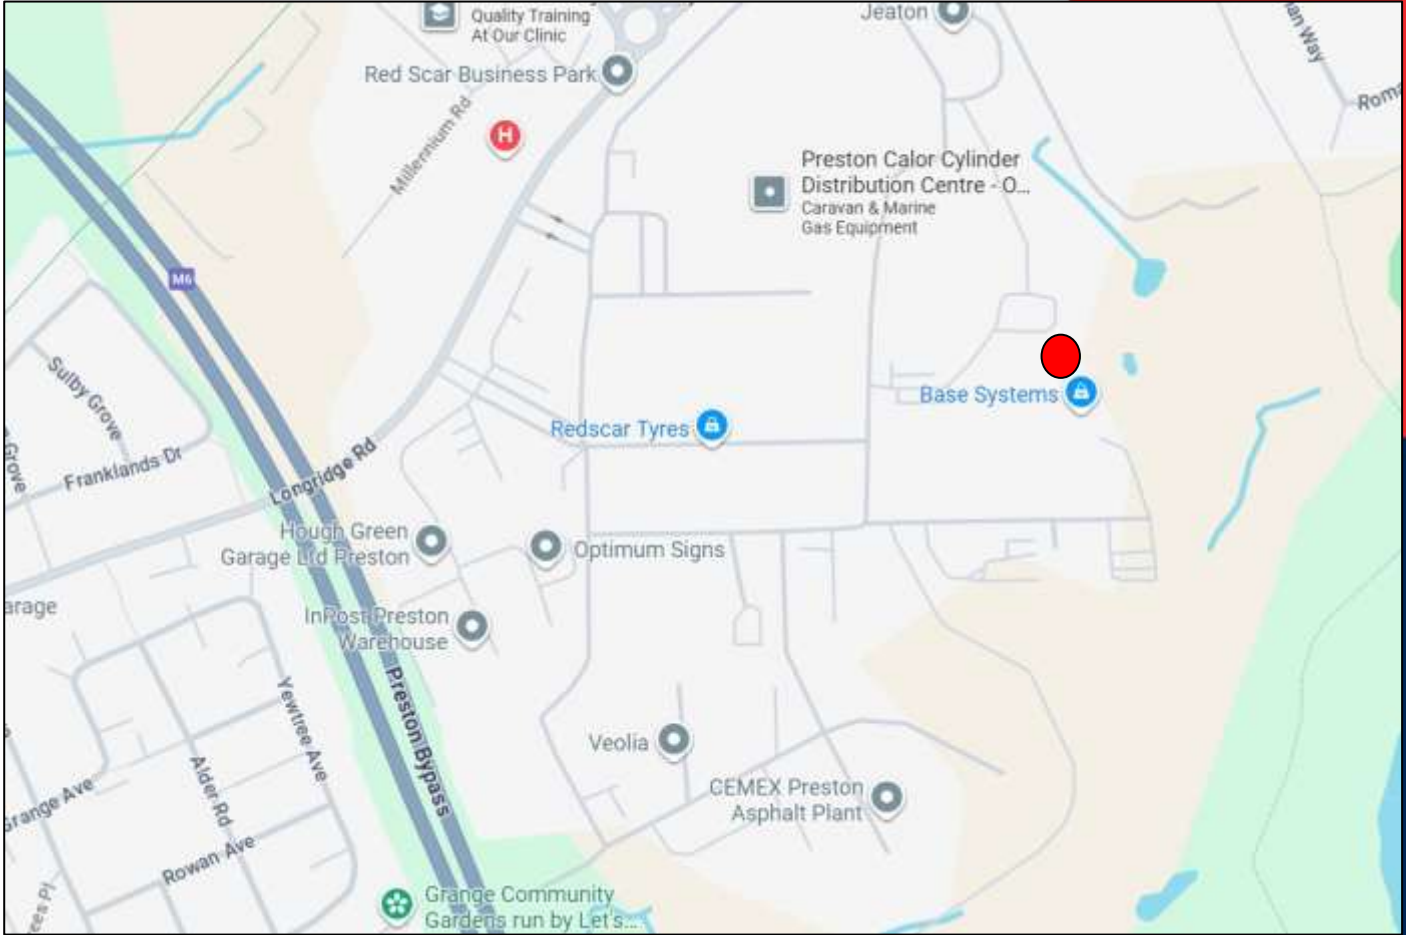 Quality Training
At Our Clinic
Jeaton
Red Scar Business Park
Millennium Rd
H
Preston Calor Cylinder
Distribution Centre - O...
Caravan & Marine
Gas Equipment
M6
Sulby Grove
Grove
Franklands Dr
Longridge Rd
Redscar Tyres
Base Systems
Hough Green
Garage Ltd Preston
Optimum Signs
InPost Preston
Warehouse
Preston Bypass
Yewtree Ave
Alder Rd
Rowan Ave
Veolia
CEMEX Preston
Asphalt Plant
Grange Community
Gardens run by Let's...